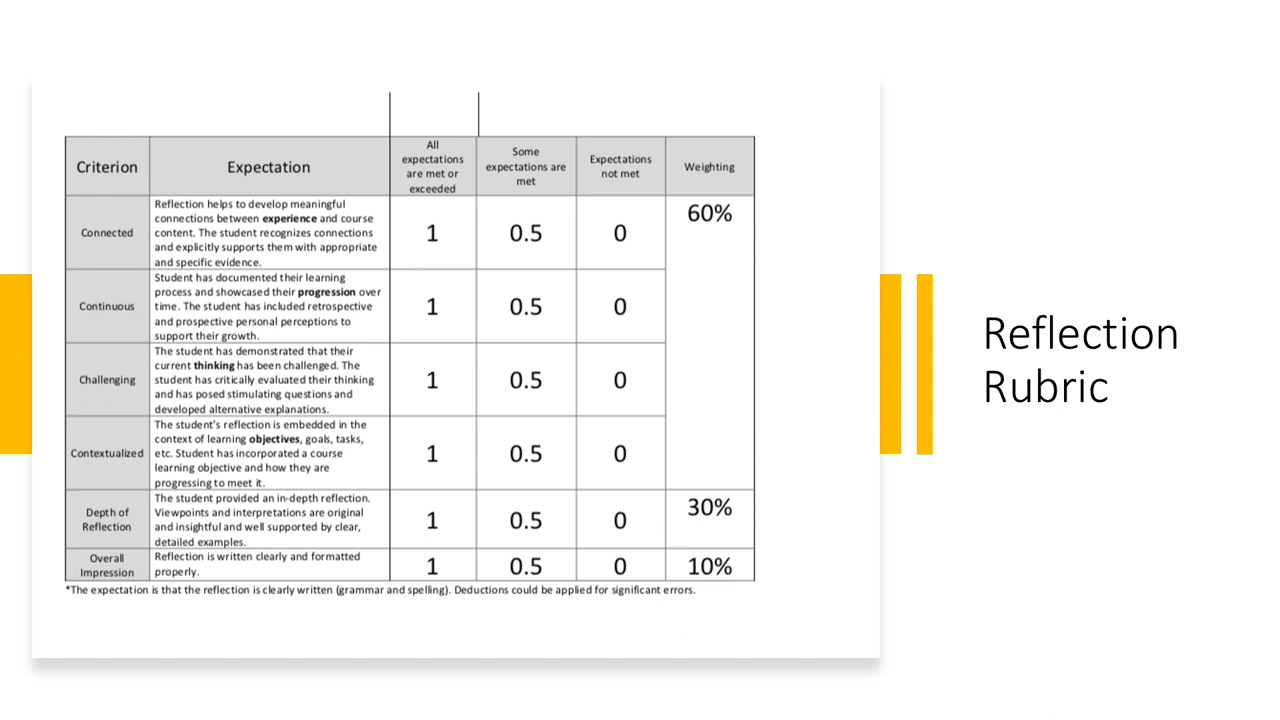 Criterion
Expectation
All
expectations
are met or
exceeded
Some
expectations are
met
Expectations
not met
Weighting
Connected
Reflection helps to develop meaningful
connections between experience and course
content. The student recognizes connections
and explicitly supports them with appropriate
and specific evidence.
1
0.5
0
60%
Continuous
Student has documented their learning
process and showcased their progression over
time. The student has included retrospective
and prospective personal perceptions to
support their growth.
1
0.5
0
Challenging
The student has demonstrated that their
current thinking has been challenged. The
student has critically evaluated their thinking
and has posed stimulating questions and
developed alternative explanations.
1
0.5
0
Contextualized
The student's reflection is embedded in the
context of learning objectives, goals, tasks,
etc. Student has incorporated a course
learning objective and how they are
progressing to meet it.
1
0.5
0
Depth of
Reflection
The student provided an in-depth reflection.
Viewpoints and interpretations are original
and insightful and well supported by clear,
detailed examples.
1
0.5
0
30%
Overall
Impression
Reflection is written clearly and formatted
properly.
1
0.5
0
10%
*The expectation is that the reflection is clearly written (grammar and spelling). Deductions could be applied for significant errors.
Reflection
Rubric